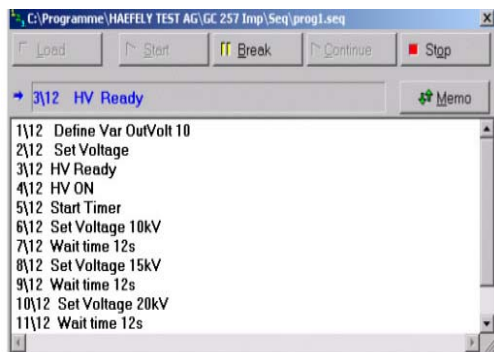 C:\Programme\HAEFELY TEST AG\GC 257 Imp\Seq\prog1.seq
Load Start Break Continue Stop
3\12 HV Ready Memo
1\12 Define Var OutVolt 10
2\12 Set Voltage
3\12 HV Ready
4\12 HV ON
5\12 Start Timer
6\12 Set Voltage 10kV
7\12 Wait time 12s
8\12 Set Voltage 15kV
9\12 Wait time 12s
10\12 Set Voltage 20kV
11\12 Wait time 12s